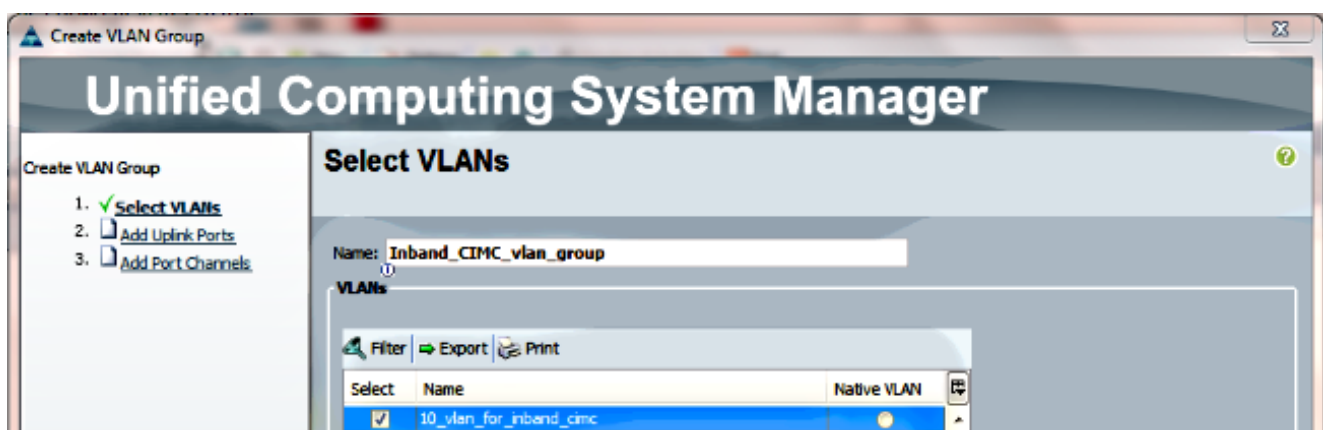 Create VLAN Group
Unified Computing System Manager
Create VLAN Group
1. Select VLANs
2. Add Uplink Ports
3. Add Port Channels
Select VLANs
Name: Inband_CIMC_vlan_group
VLANs
Filter Export Print
Select Name Native VLAN
10_vlan_for_inband_cimc